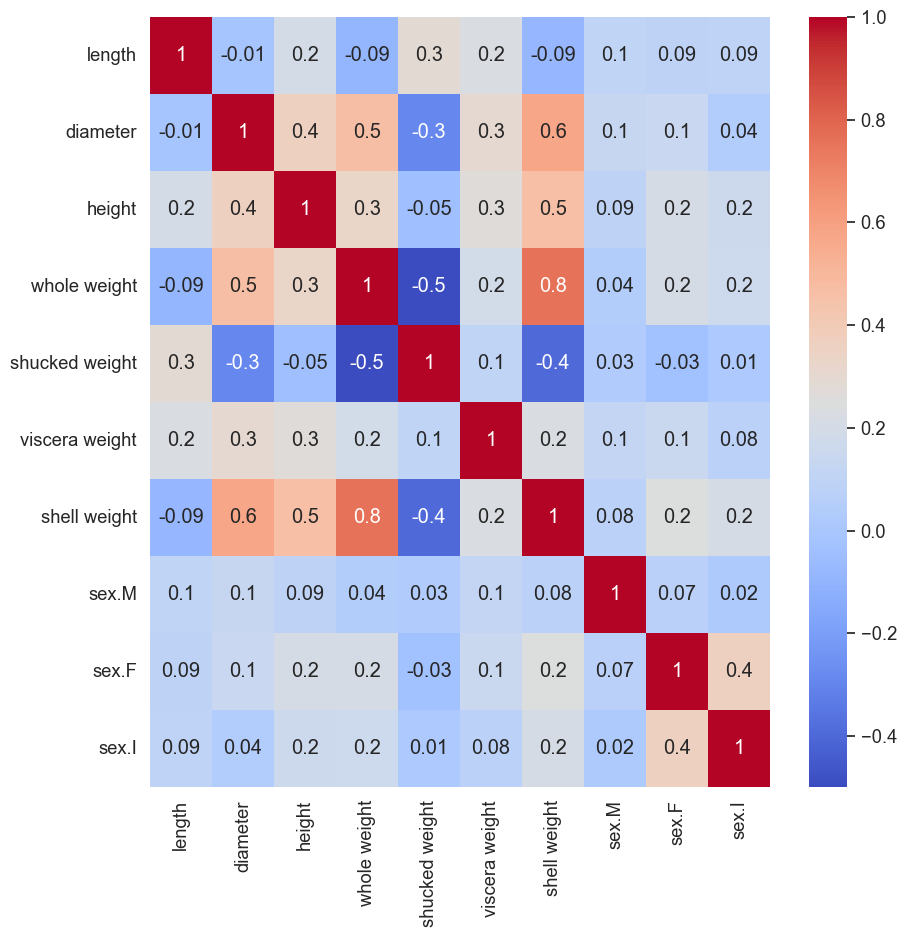 length 1 -0.01 0.2 -0.09 0.3 0.2 -0.09 0.1 0.09 0.09
diameter -0.01 1 0.4 0.5 -0.3 0.3 0.6 0.1 0.1 0.04
height 0.2 0.4 1 0.3 -0.05 0.3 0.5 0.09 0.2 0.2
whole weight -0.09 0.5 0.3 1 -0.5 0.2 0.8 0.04 0.2 0.2
shucked weight 0.3 -0.3 -0.05 -0.5 1 0.1 -0.4 0.03 -0.03 0.01
viscera weight 0.2 0.3 0.3 0.2 0.1 1 0.2 0.1 0.1 0.08
shell weight -0.09 0.6 0.5 0.8 -0.4 0.2 1 0.08 0.2 0.2
sex.M 0.1 0.1 0.09 0.04 0.03 0.1 0.08 1 0.07 0.02
sex.F 0.09 0.1 0.2 0.2 -0.03 0.1 0.2 0.07 1 0.4
sex.I 0.09 0.04 0.2 0.2 0.01 0.08 0.2 0.02 0.4 1
length
diameter
height
whole weight
shucked weight
viscera weight
shell weight
sex.M
sex.F
sex.I
1.0
0.8
0.6
0.4
0.2
0.0
−0.2
−0.4